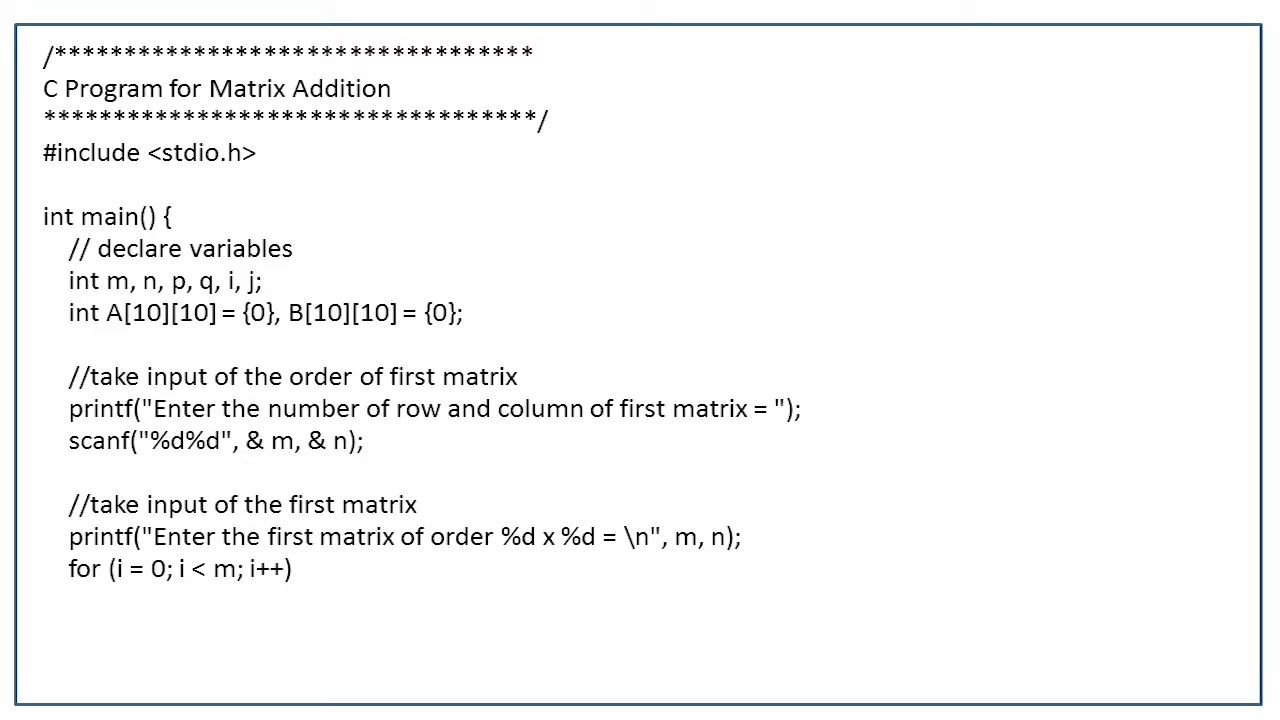 /***********************************
C Program for Matrix Addition
************************************/
#include <stdio.h>
int main() {
// declare variables
int m, n, p, q, i, j;
int A[10][10] = {0}, B[10][10] = {0};
//take input of the order of first matrix
printf("Enter the number of row and column of first matrix = ");
scanf("%d%d", & m, & n);
//take input of the first matrix
printf("Enter the first matrix of order %d x %d = \n", m, n);
for (i = 0; i < m; i++)